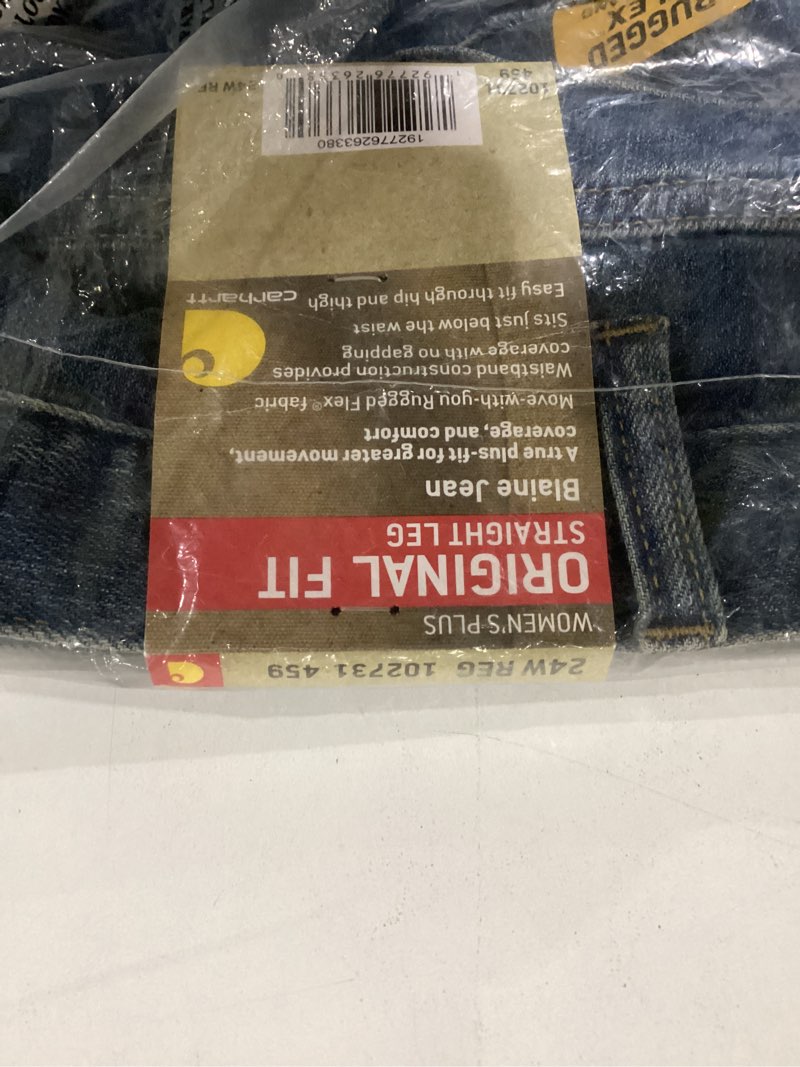 24W REG 102731 459
WOMEN'S PLUS
ORIGINAL FIT
STRAIGHT LEG
Blaine Jean
A true plus-fit-for greater movement,
coverage, and comfort
Move-with-you Rugged Flex® fabric
Waistband construction provides
coverage with no gapping
Sits just below the waist
Easy fit through hip and thigh
carhartt
192776263380
459
RUGGED